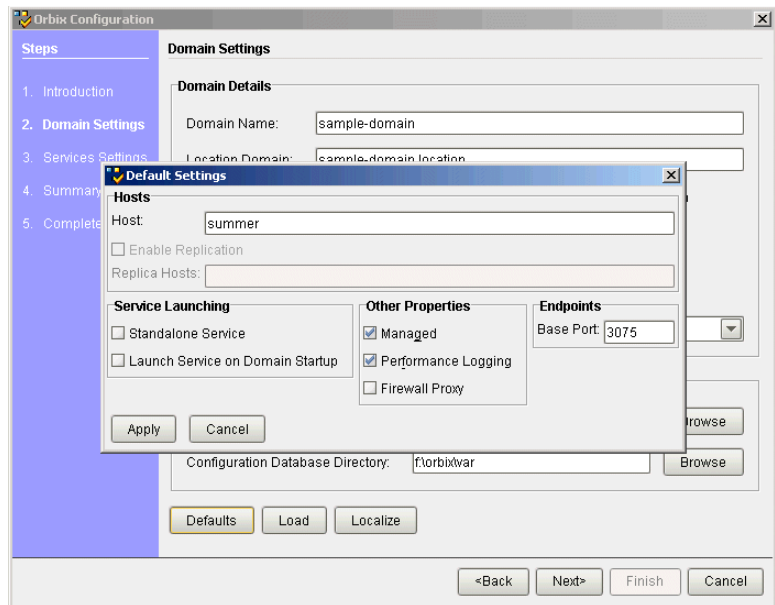 Orbix Configuration
Steps
1. Introduction
2. Domain Settings
3. Services Settings
4. Summary
5. Complete
Domain Settings
Domain Details
Domain Name: sample-domain
Location Domain: sample-domain.location
Default Settings
Hosts
Host: summer
Enable Replication
Replica Hosts:
Service Launching
Standalone Service
Launch Service on Domain Startup
Other Properties
Managed
Performance Logging
Firewall Proxy
Endpoints
Base Port: 3075
Apply Cancel
Browse
Configuration Database Directory: f:\orbix\var Browse
Defaults Load Localize
<Back Next> Finish Cancel